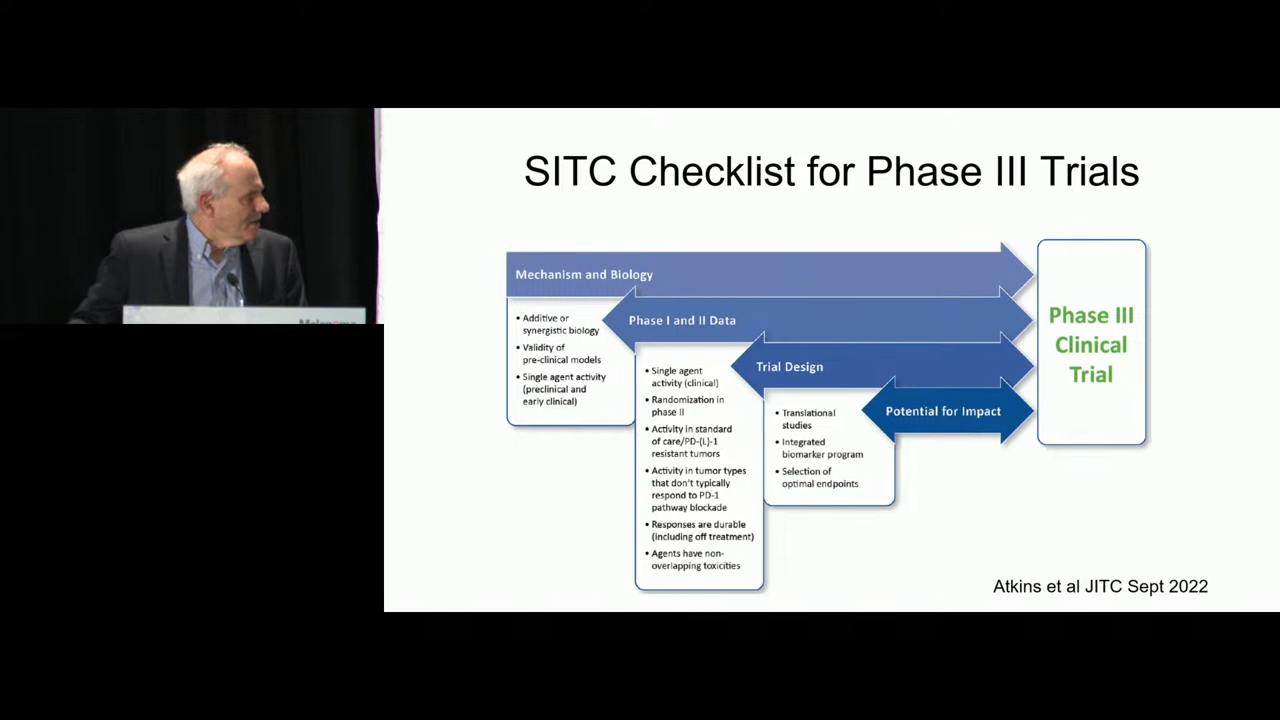 SITC Checklist for Phase III Trials
Mechanism and Biology
• Additive or
synergistic biology
• Validity of
pre-clinical models
• Single agent activity
(preclinical and
early clinical)
Phase I and II Data
• Single agent
activity (clinical)
• Randomization in
phase II
• Activity in standard
of care/PD-(L)-1
resistant tumors
• Activity in tumor types
that don't typically
respond to PD-1
pathway blockade
• Responses are durable
(including off treatment)
• Agents have non-
overlapping toxicities
Trial Design
• Translational
studies
• Integrated
biomarker program
• Selection of
optimal endpoints
Potential for Impact
Phase III
Clinical
Trial
Atkins et al JITC Sept 2022